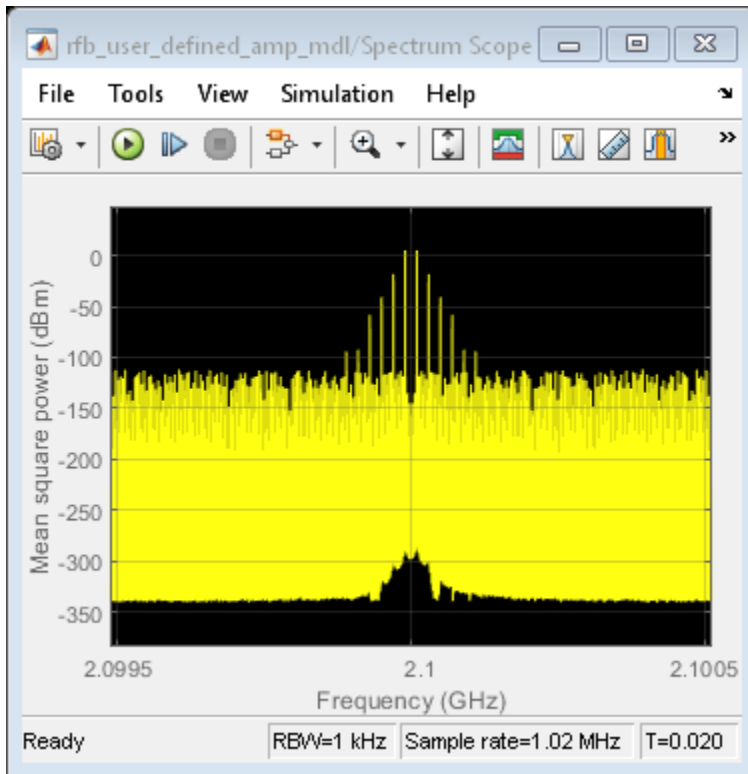 rfb_user_defined_amp_mdl/Spectrum Scope
File Tools View Simulation Help
0
-50
-100
-150
-200
-250
-300
-350
Mean square power (dBm)
2.0995 2.1 2.1005
Frequency (GHz)
Ready RBW=1 kHz Sample rate=1.02 MHz T=0.020